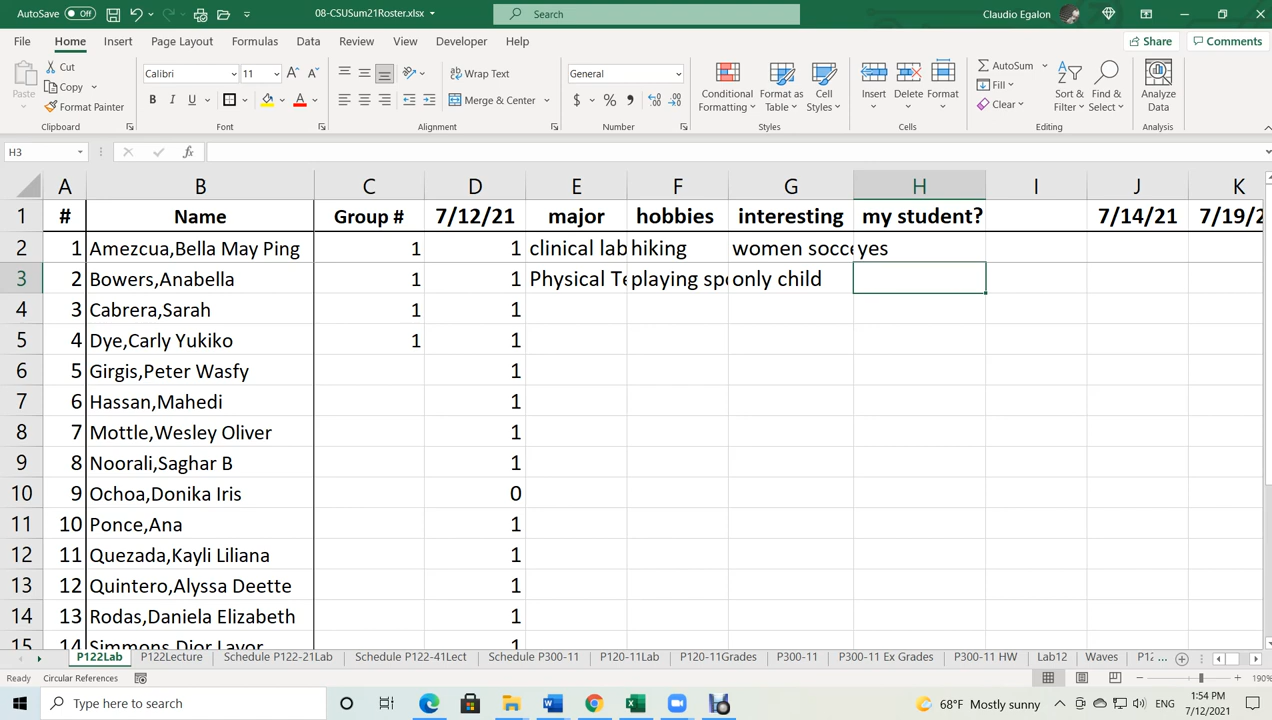 AutoSave Off 08-CSUSum21Roster.xlsx Search Claudio Egalon
File Home Insert Page Layout Formulas Data Review View Developer Help Share Comments
Paste Cut Copy Format Painter Clipboard
Calibri 11 A A B I U A Font
Wrap Text Merge & Center Alignment
General $ % , Number
Conditional Formatting Format as Table Cell Styles Styles
Insert Delete Format Cells
AutoSum Fill Clear Sort & Filter Find & Select Editing
Analyze Data Analysis
H3 fx
A B C D E F G H I J K
1 # Name Group # 7/12/21 major hobbies interesting my student? 7/14/21 7/19/2
2 1 Amezcua,Bella May Ping 1 1 clinical lab hiking women socce yes
3 2 Bowers,Anabella 1 1 Physical Te playing spo only child
4 3 Cabrera,Sarah 1 1
5 4 Dye,Carly Yukiko 1 1
6 5 Girgis,Peter Wasfy 1
7 6 Hassan,Mahedi 1
8 7 Mottle,Wesley Oliver 1
9 8 Noorali,Saghar B 1
10 9 Ochoa,Donika Iris 0
11 10 Ponce,Ana 1
12 11 Quezada,Kayli Liliana 1
13 12 Quintero,Alyssa Deette 1
14 13 Rodas,Daniela Elizabeth 1
15 14 Simmons,Dior Lavor 1
P122Lab P122Lecture Schedule P122-21Lab Schedule P122-41Lect Schedule P300-11 P120-11Lab P120-11Grades P300-11 P300-11 Ex Grades P300-11 HW Lab12 Waves P12 ...
Ready Circular References 190%
Type here to search 68°F Mostly sunny ENG 1:54 PM
7/12/2021